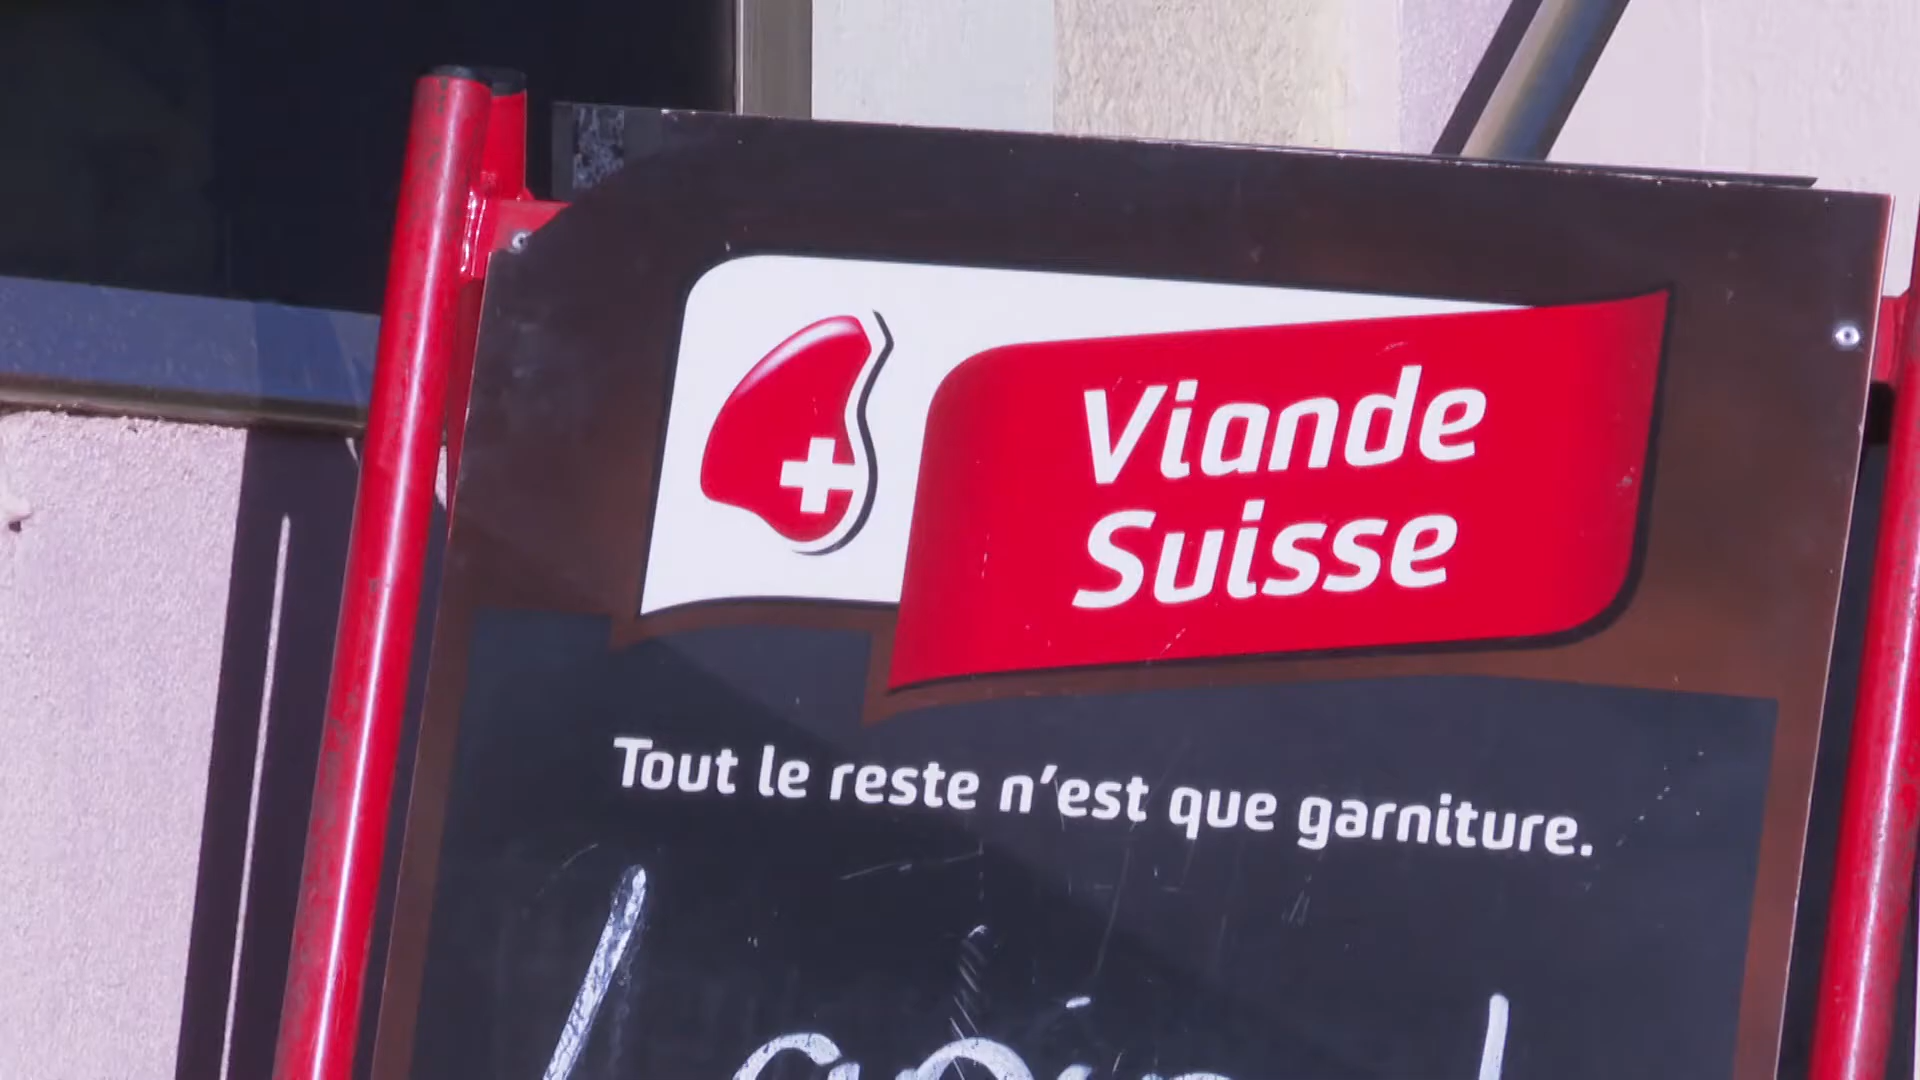 Viande
Suisse
Tout le reste n'est que garniture.